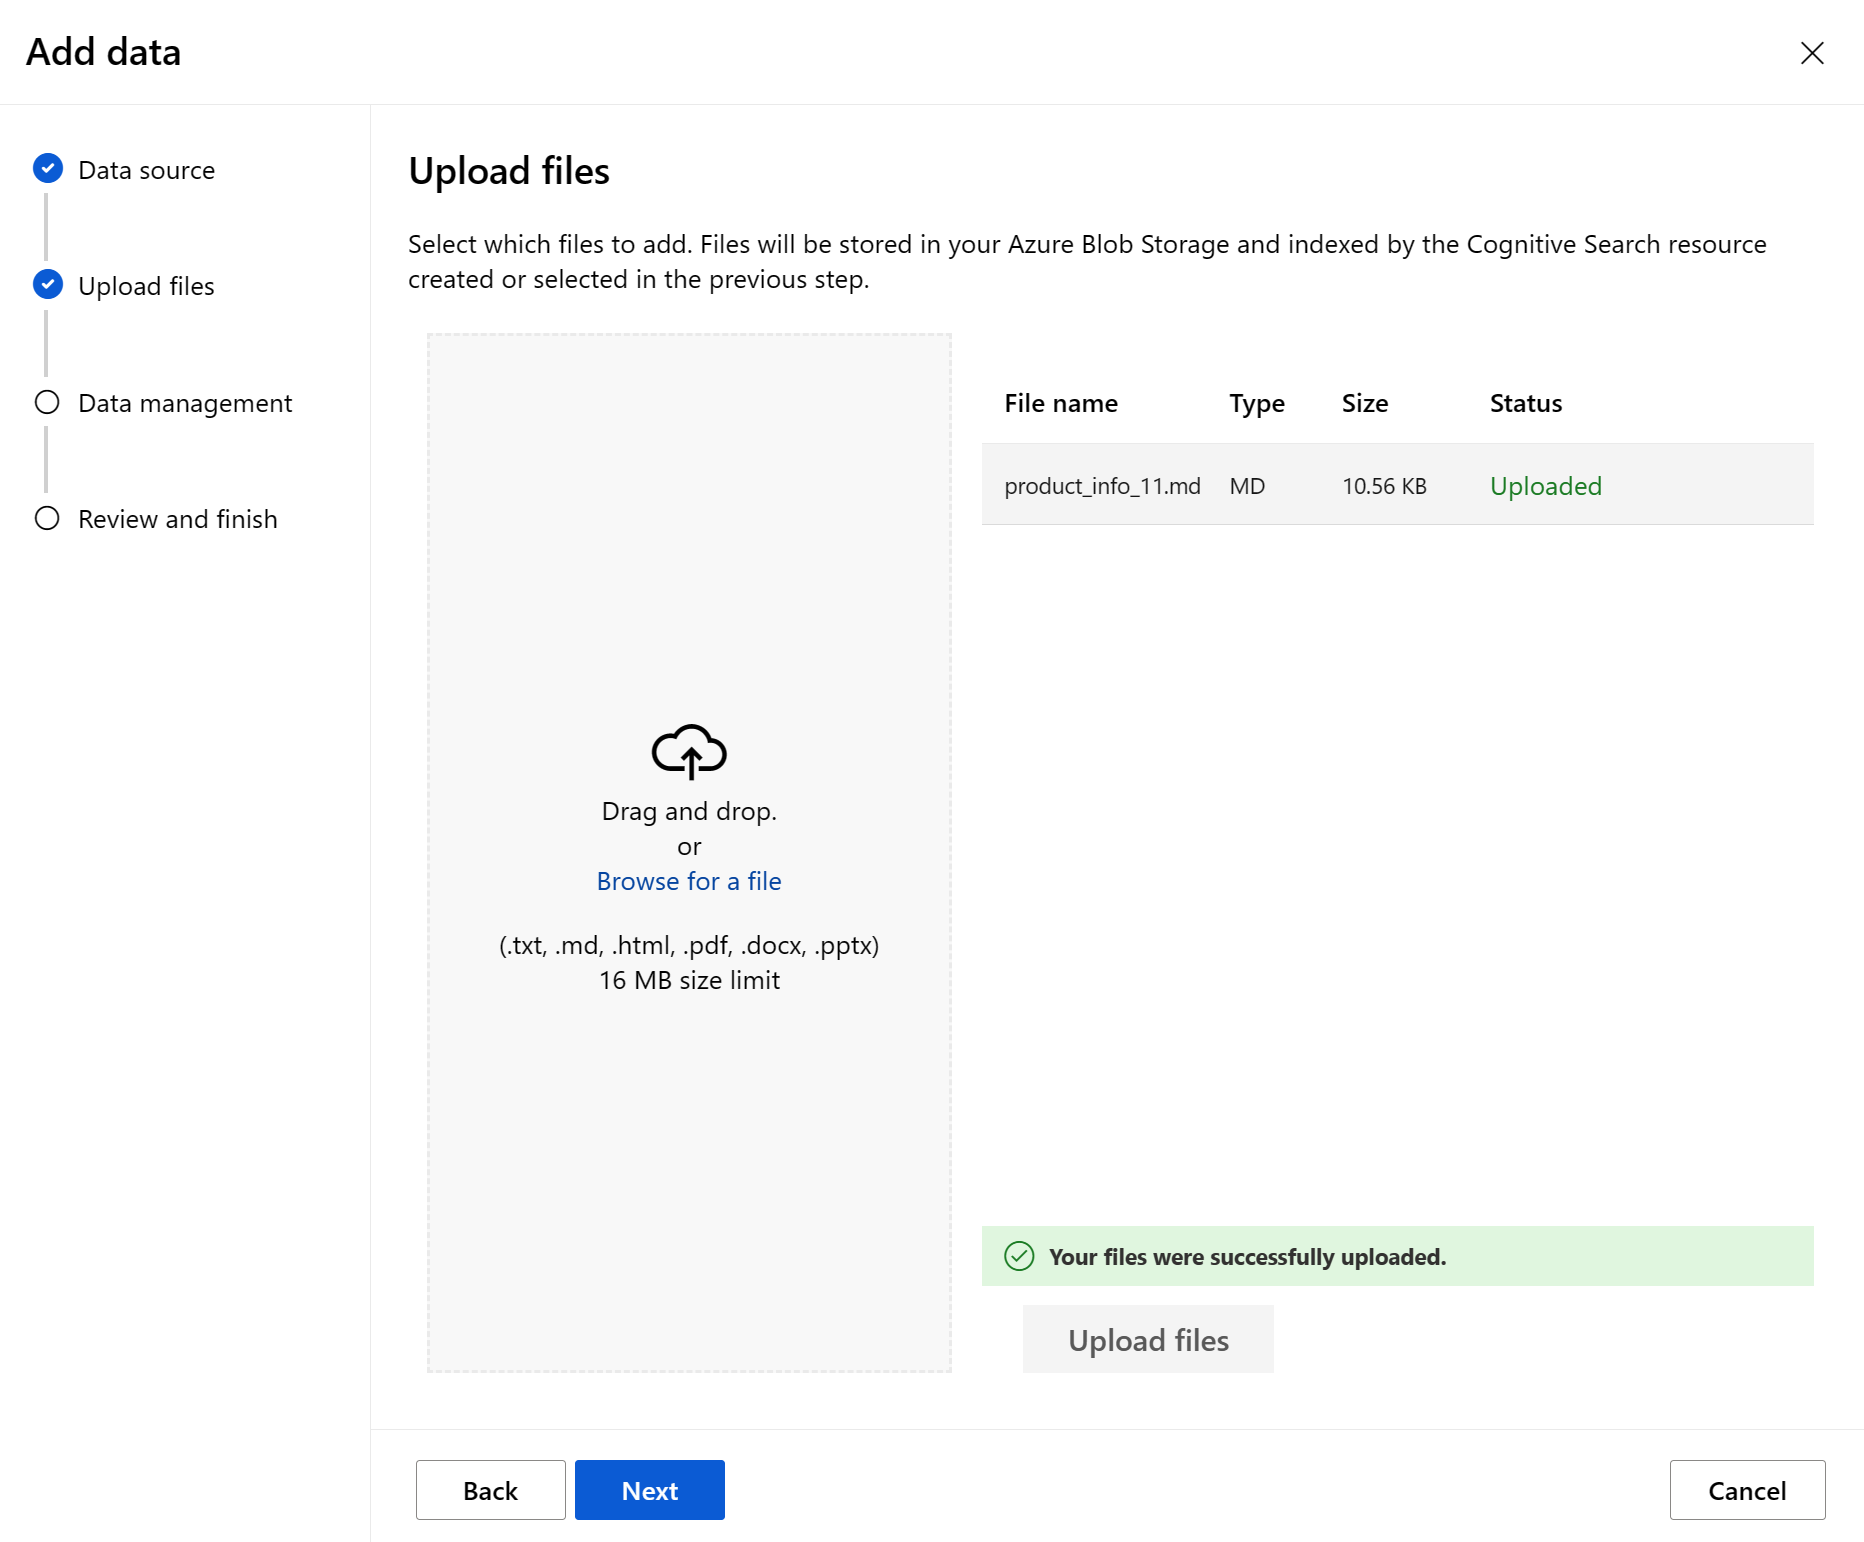 Add data
Data source
Upload files
Data management
Review and finish
Upload files
Select which files to add. Files will be stored in your Azure Blob Storage and indexed by the Cognitive Search resource
created or selected in the previous step.
Drag and drop.
or
Browse for a file
(.txt, .md, .html, .pdf, .docx, .pptx)
16 MB size limit
File name Type Size Status
product_info_11.md MD 10.56 KB Uploaded
Your files were successfully uploaded.
Upload files
Back Next Cancel